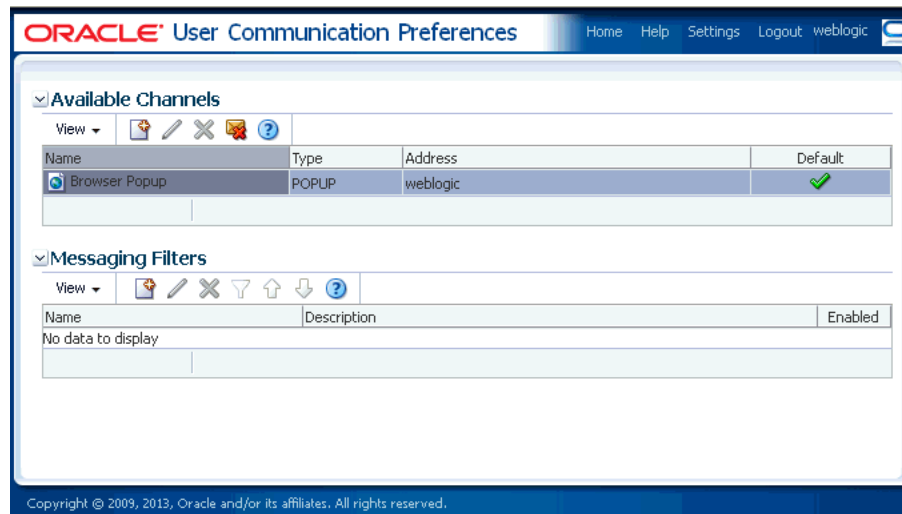 ORACLE User Communication Preferences Home Help Settings Logout weblogic
Available Channels
View
Name Type Address Default
Browser Popup POPUP weblogic
Messaging Filters
View
Name Description Enabled
No data to display
Copyright © 2009, 2013, Oracle and/or its affiliates. All rights reserved.